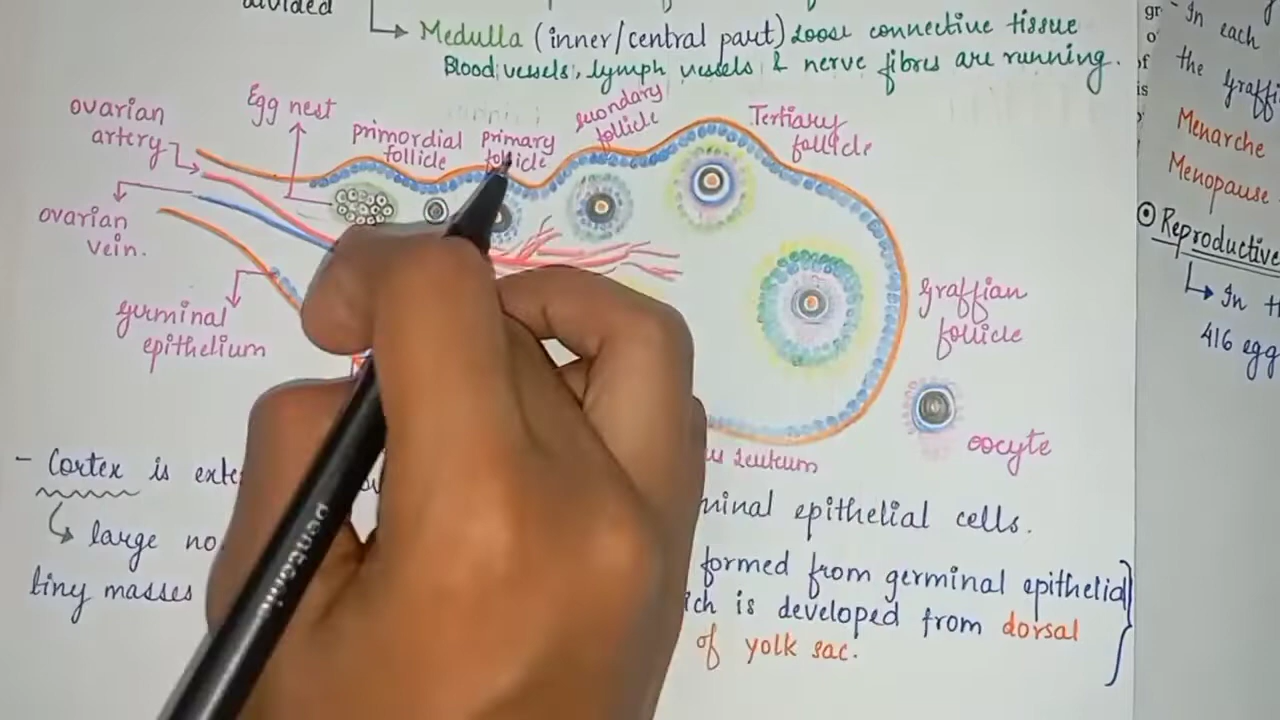 divided
Medulla (inner/central part) Loose connective tissue
Blood vessels, lymph vessels & nerve fibres are running.
ovarian
artery
Egg nest
primordial
follicle
primary
follicle
secondary
follicle
Tertiary
follicle
ovarian
vein.
germinal
epithelium
Graffian
follicle
oocyte
Leutum
- Cortex is
germinal epithelial cells.
large no
tiny masses
formed from germinal epithelial
is developed from dorsal
of yolk sac.
- In each
the Graffi
Menarche
Menopause
Reproductive
In
416 egg
pentonic